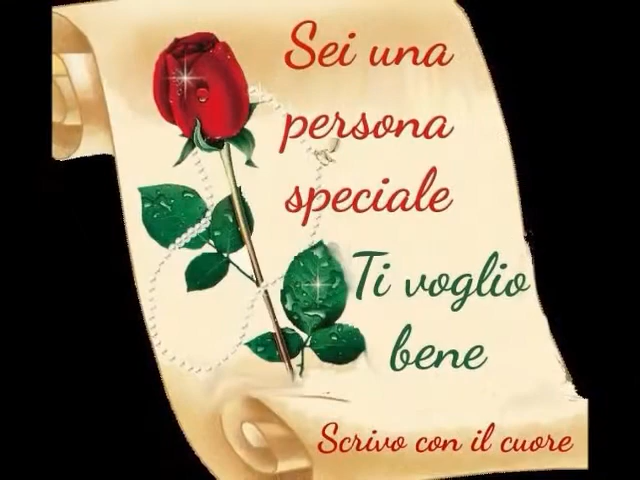 Sei una
persona
speciale
Ti voglio
bene
Scrivo con il cuore